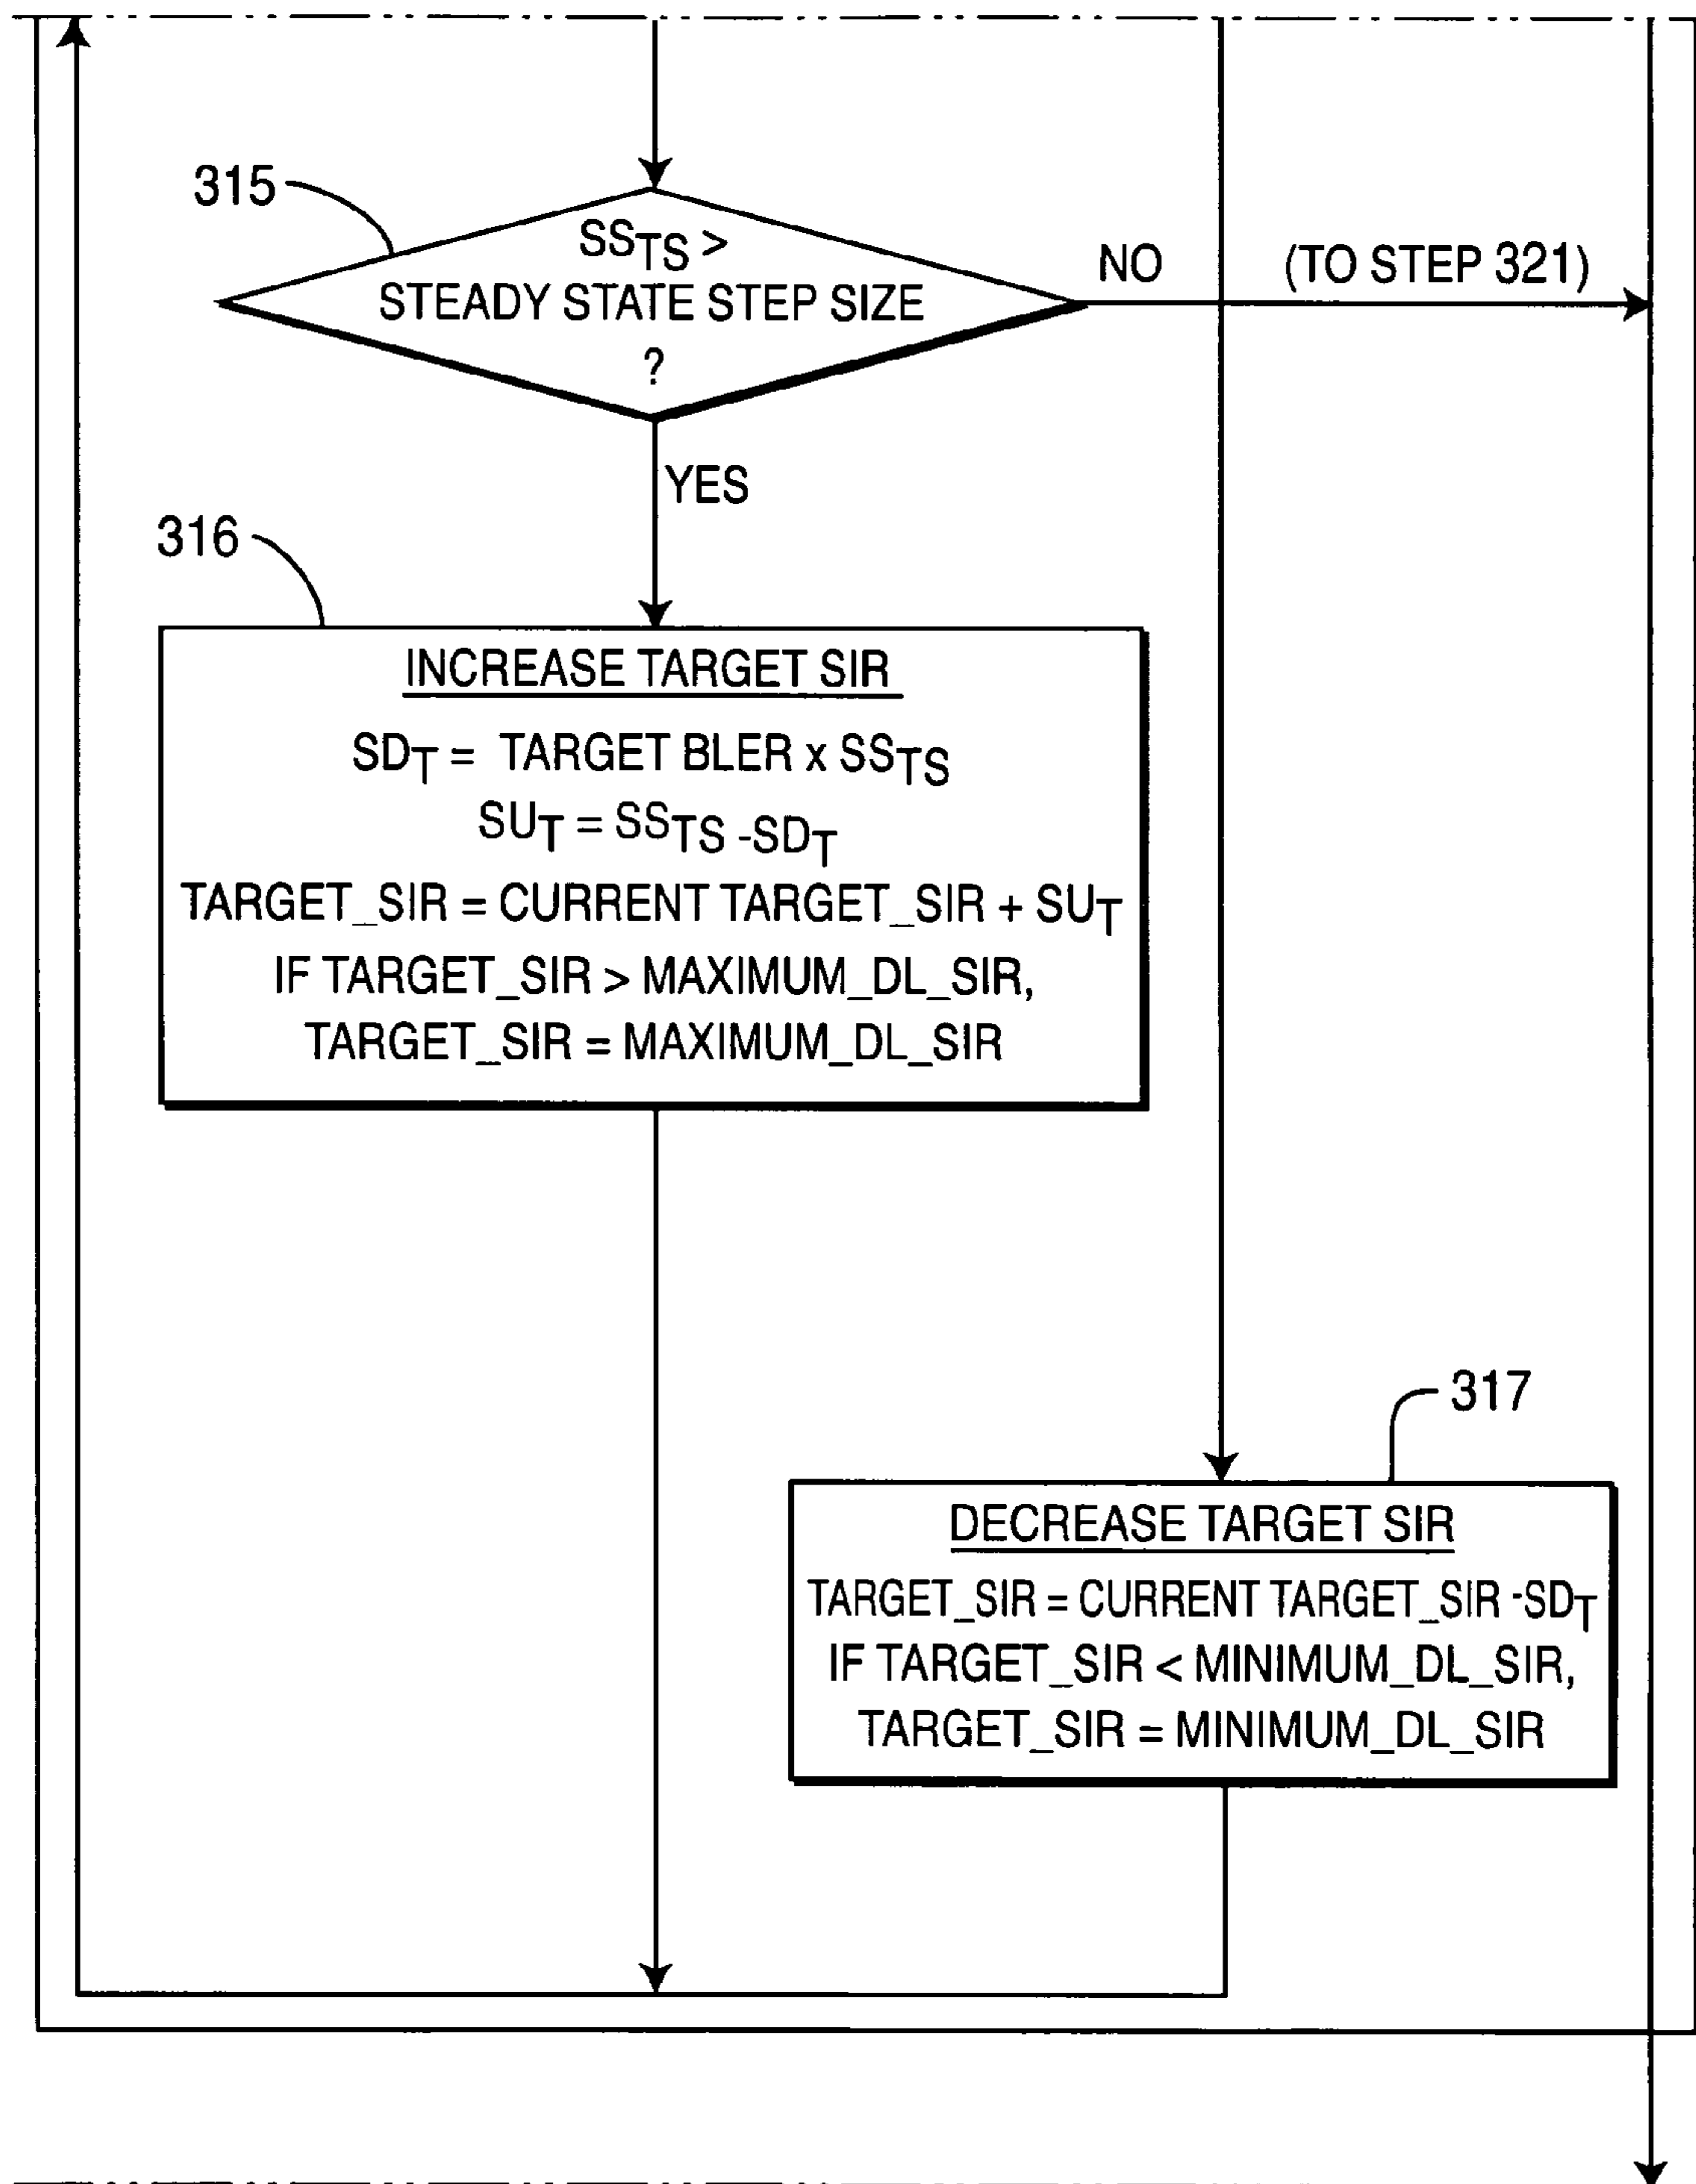 315
SSTS >
STEADY STATE STEP SIZE
?
NO
(TO STEP 321)
YES
316
INCREASE TARGET SIR
SDT = TARGET BLER x SSTS
SUT = SSTS -SDT
TARGET_SIR = CURRENT TARGET_SIR + SUT
IF TARGET_SIR > MAXIMUM_DL_SIR,
TARGET_SIR = MAXIMUM_DL_SIR
317
DECREASE TARGET SIR
TARGET_SIR = CURRENT TARGET_SIR -SDT
IF TARGET_SIR < MINIMUM_DL_SIR,
TARGET_SIR = MINIMUM_DL_SIR